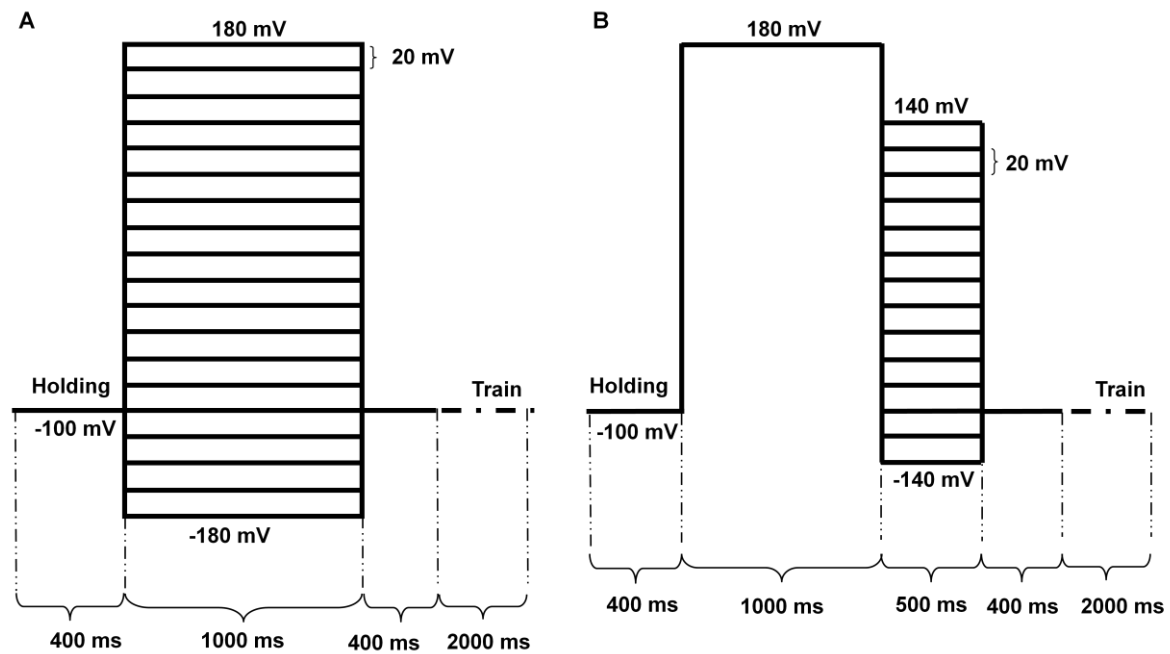 A
180 mV
20 mV
Holding
-100 mV
Train
-180 mV
400 ms
1000 ms
400 ms
2000 ms
B
180 mV
140 mV
20 mV
Holding
-100 mV
Train
-140 mV
400 ms
1000 ms
500 ms
400 ms
2000 ms